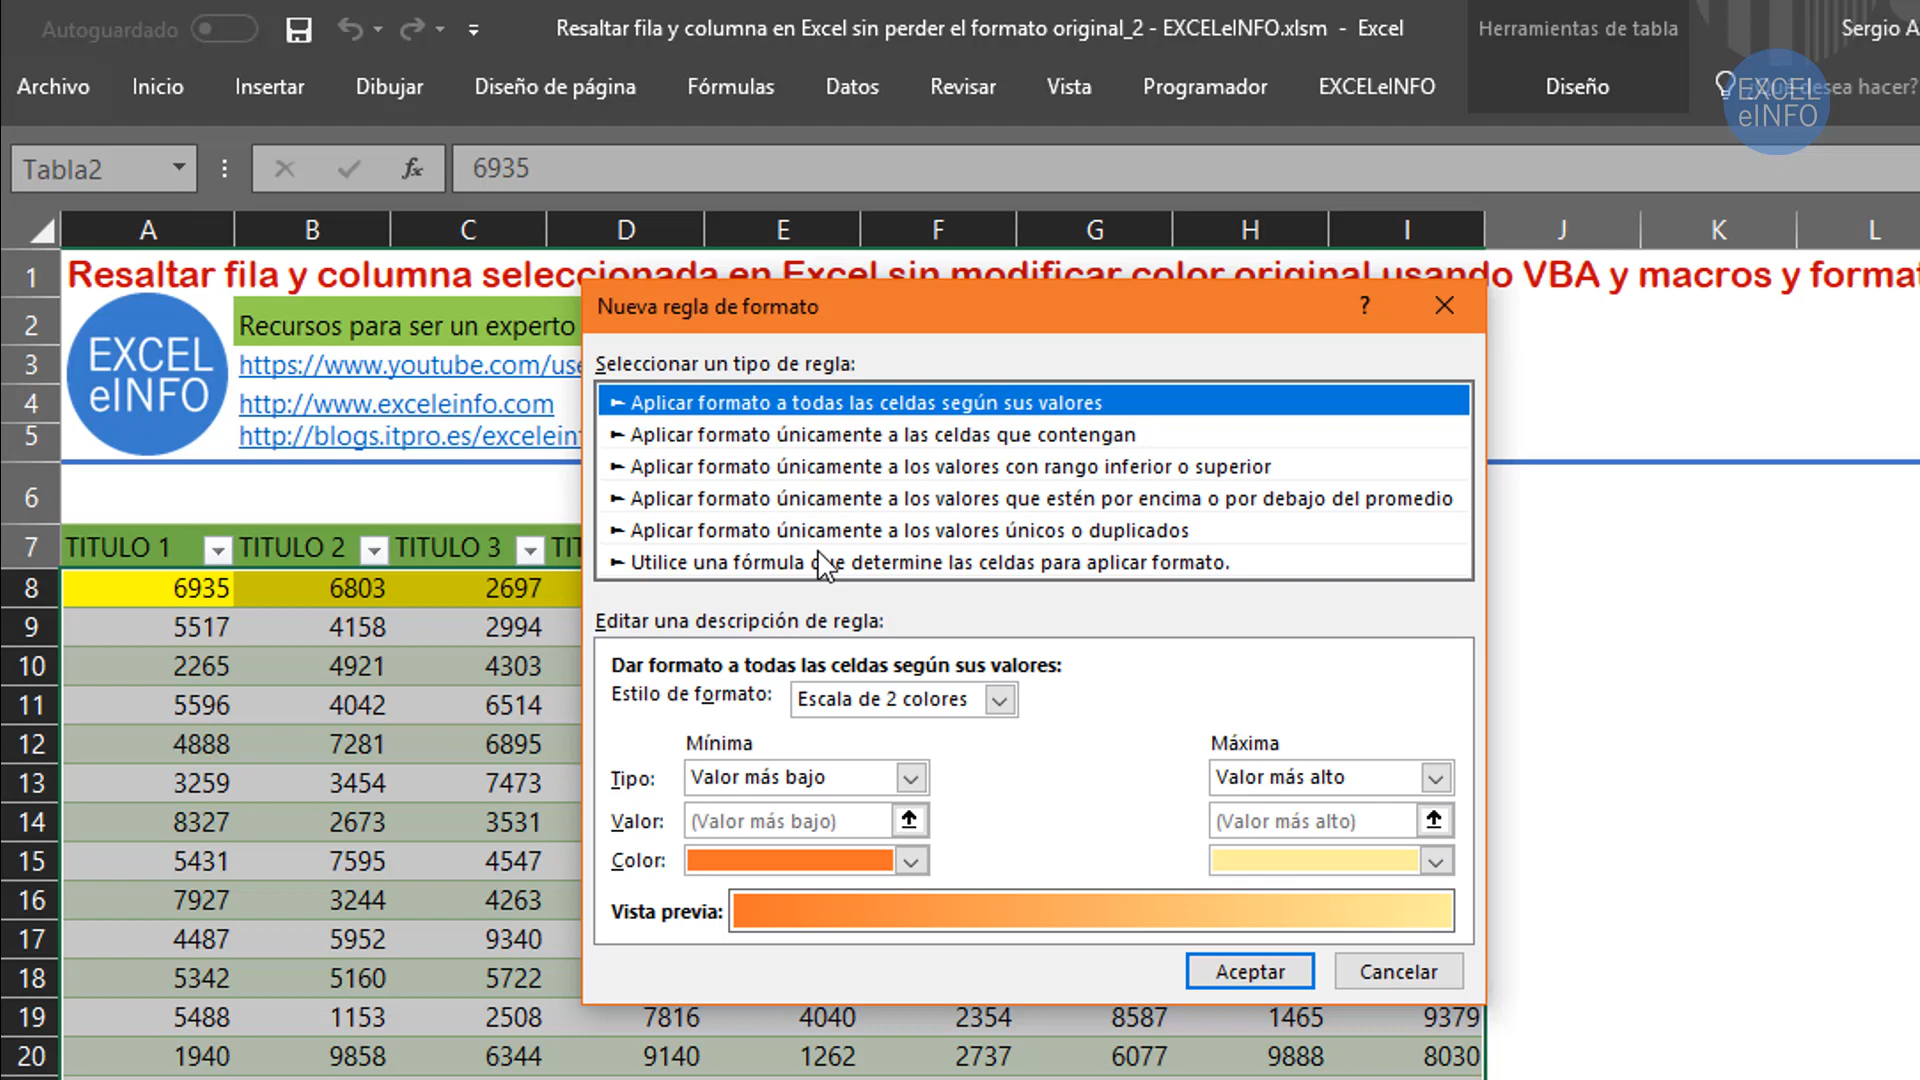 Autoguardado
Resaltar fila y columna en Excel sin perder el formato original_2 - EXCELeINFO.xlsm - Excel
Herramientas de tabla
Sergio A
Archivo Inicio Insertar Dibujar Diseño de página Fórmulas Datos Revisar Vista Programador EXCELeINFO Diseño desea hacer?
EXCEL
eINFO
Tabla2 fx 6935
A B C D E F G H I J K L
1 Resaltar fila y columna seleccionada en Excel sin modificar color original usando VBA y macros y format
EXCEL
eINFO
2 Recursos para ser un experto
3 https://www.youtube.com/use
4 http://www.exceleinfo.com
5 http://blogs.itpro.es/exceleinf
6
7 TITULO 1 TITULO 2 TITULO 3 TIT
8 6935 6803 2697
9 5517 4158 2994
10 2265 4921 4303
11 5596 4042 6514
12 4888 7281 6895
13 3259 3454 7473
14 8327 2673 3531
15 5431 7595 4547
16 7927 3244 4263
17 4487 5952 9340
18 5342 5160 5722
19 5488 1153 2508 7816 4040 2354 8587 1465 9379
20 1940 9858 6344 9140 1262 2737 6077 9888 8030
Nueva regla de formato ?
Seleccionar un tipo de regla:
Aplicar formato a todas las celdas según sus valores
Aplicar formato únicamente a las celdas que contengan
Aplicar formato únicamente a los valores con rango inferior o superior
Aplicar formato únicamente a los valores que estén por encima o por debajo del promedio
Aplicar formato únicamente a los valores únicos o duplicados
Utilice una fórmula que determine las celdas para aplicar formato.
Editar una descripción de regla:
Dar formato a todas las celdas según sus valores:
Estilo de formato: Escala de 2 colores
Mínima Máxima
Tipo: Valor más bajo Valor más alto
Valor: (Valor más bajo) (Valor más alto)
Color:
Vista previa:
Aceptar Cancelar